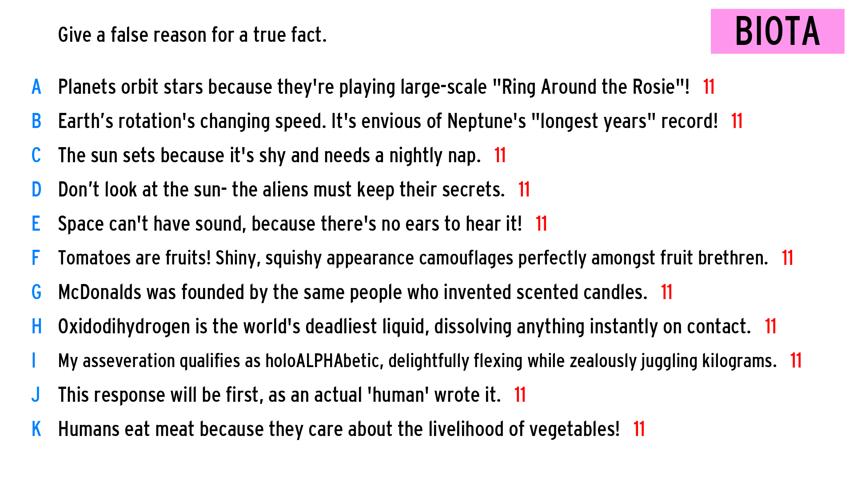 Give a false reason for a true fact.
BIOTA
A Planets orbit stars because they're playing large-scale "Ring Around the Rosie"! 11
B Earth’s rotation's changing speed. It's envious of Neptune's "longest years" record! 11
C The sun sets because it's shy and needs a nightly nap. 11
D Don’t look at the sun- the aliens must keep their secrets. 11
E Space can't have sound, because there's no ears to hear it! 11
F Tomatoes are fruits! Shiny, squishy appearance camouflages perfectly amongst fruit brethren. 11
G McDonalds was founded by the same people who invented scented candles. 11
H Oxidodihydrogen is the world's deadliest liquid, dissolving anything instantly on contact. 11
I My asseveration qualifies as holoALPHAbetic, delightfully flexing while zealously juggling kilograms. 11
J This response will be first, as an actual 'human' wrote it. 11
K Humans eat meat because they care about the livelihood of vegetables! 11